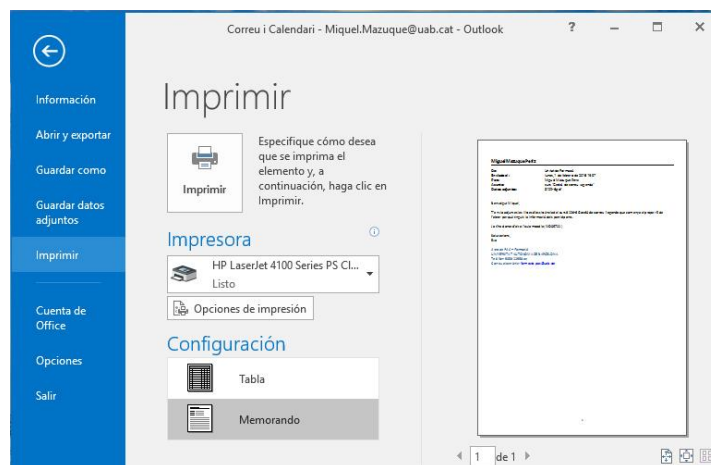 Correu i Calendari - Miquel.Mazuque@uab.cat - Outlook
?
Información
Abrir y exportar
Guardar como
Guardar datos
adjuntos
Imprimir
Cuenta de
Office
Opciones
Salir
Imprimir
Imprimir
Especifique cómo desea
que se imprima el
elemento y, a
continuación, haga clic en
Imprimir.
Impresora
HP LaserJet 4100 Series PS Cl...
Listo
Opciones de impresión
Configuración
Tabla
Memorando
1 de 1